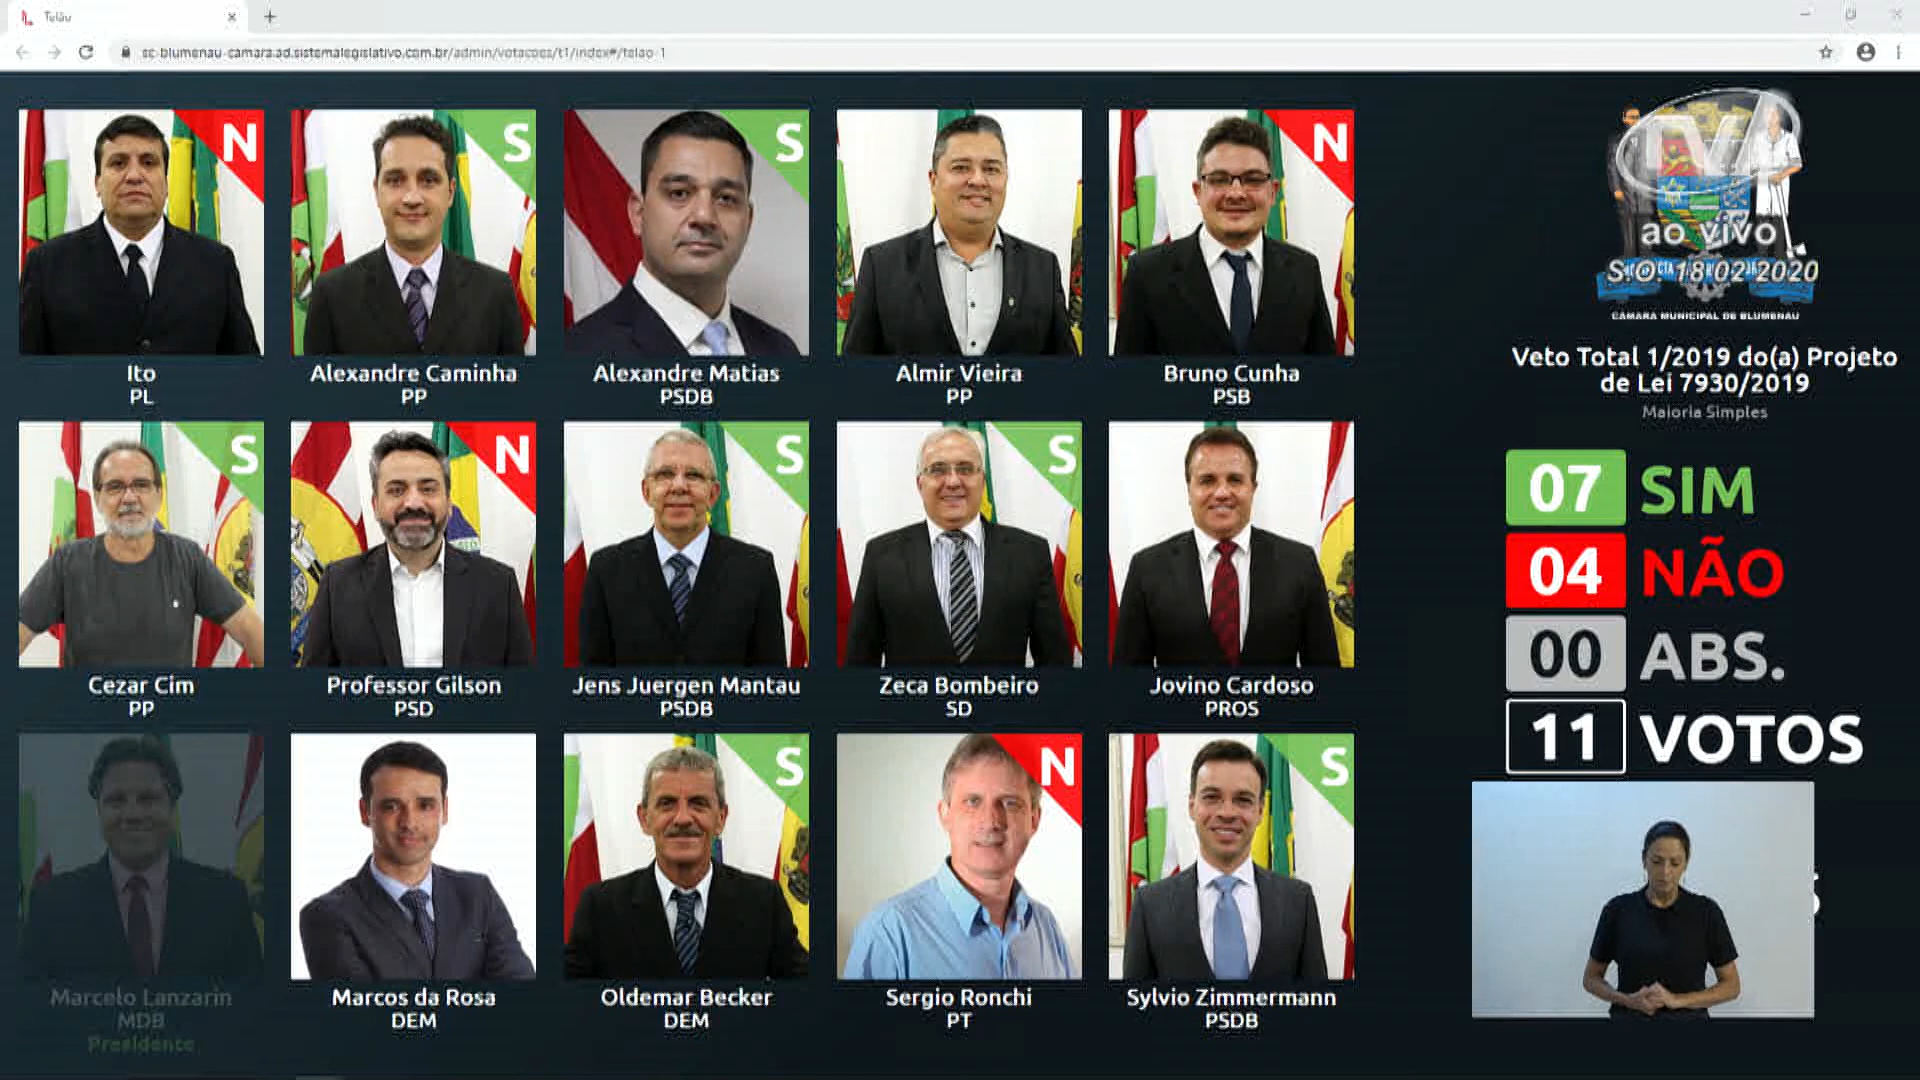 Telão
sc-blumenau-camara.ad.sistemalegislativo.com.br/admin/votacoes/t1/index#/telao-1
N
S
S
N
Ito
PL
Alexandre Caminha
PP
Alexandre Matias
PSDB
Almir Vieira
PP
Bruno Cunha
PSB
S
N
S
S
Cezar Cim
PP
Professor Gilson
PSD
Jens Juergen Mantau
PSDB
Zeca Bombeiro
SD
Jovino Cardoso
PROS
S
N
S
Marcelo Lanzarin
MDB
Presidente
Marcos da Rosa
DEM
Oldemar Becker
DEM
Sergio Ronchi
PT
Sylvio Zimmermann
PSDB
TV
ao vivo
S.O. 18 02 2020
CÂMARA MUNICIPAL DE BLUMENAU
Veto Total 1/2019 do(a) Projeto
de Lei 7930/2019
Maioria Simples
07 SIM
04 NÃO
00 ABS.
11 VOTOS